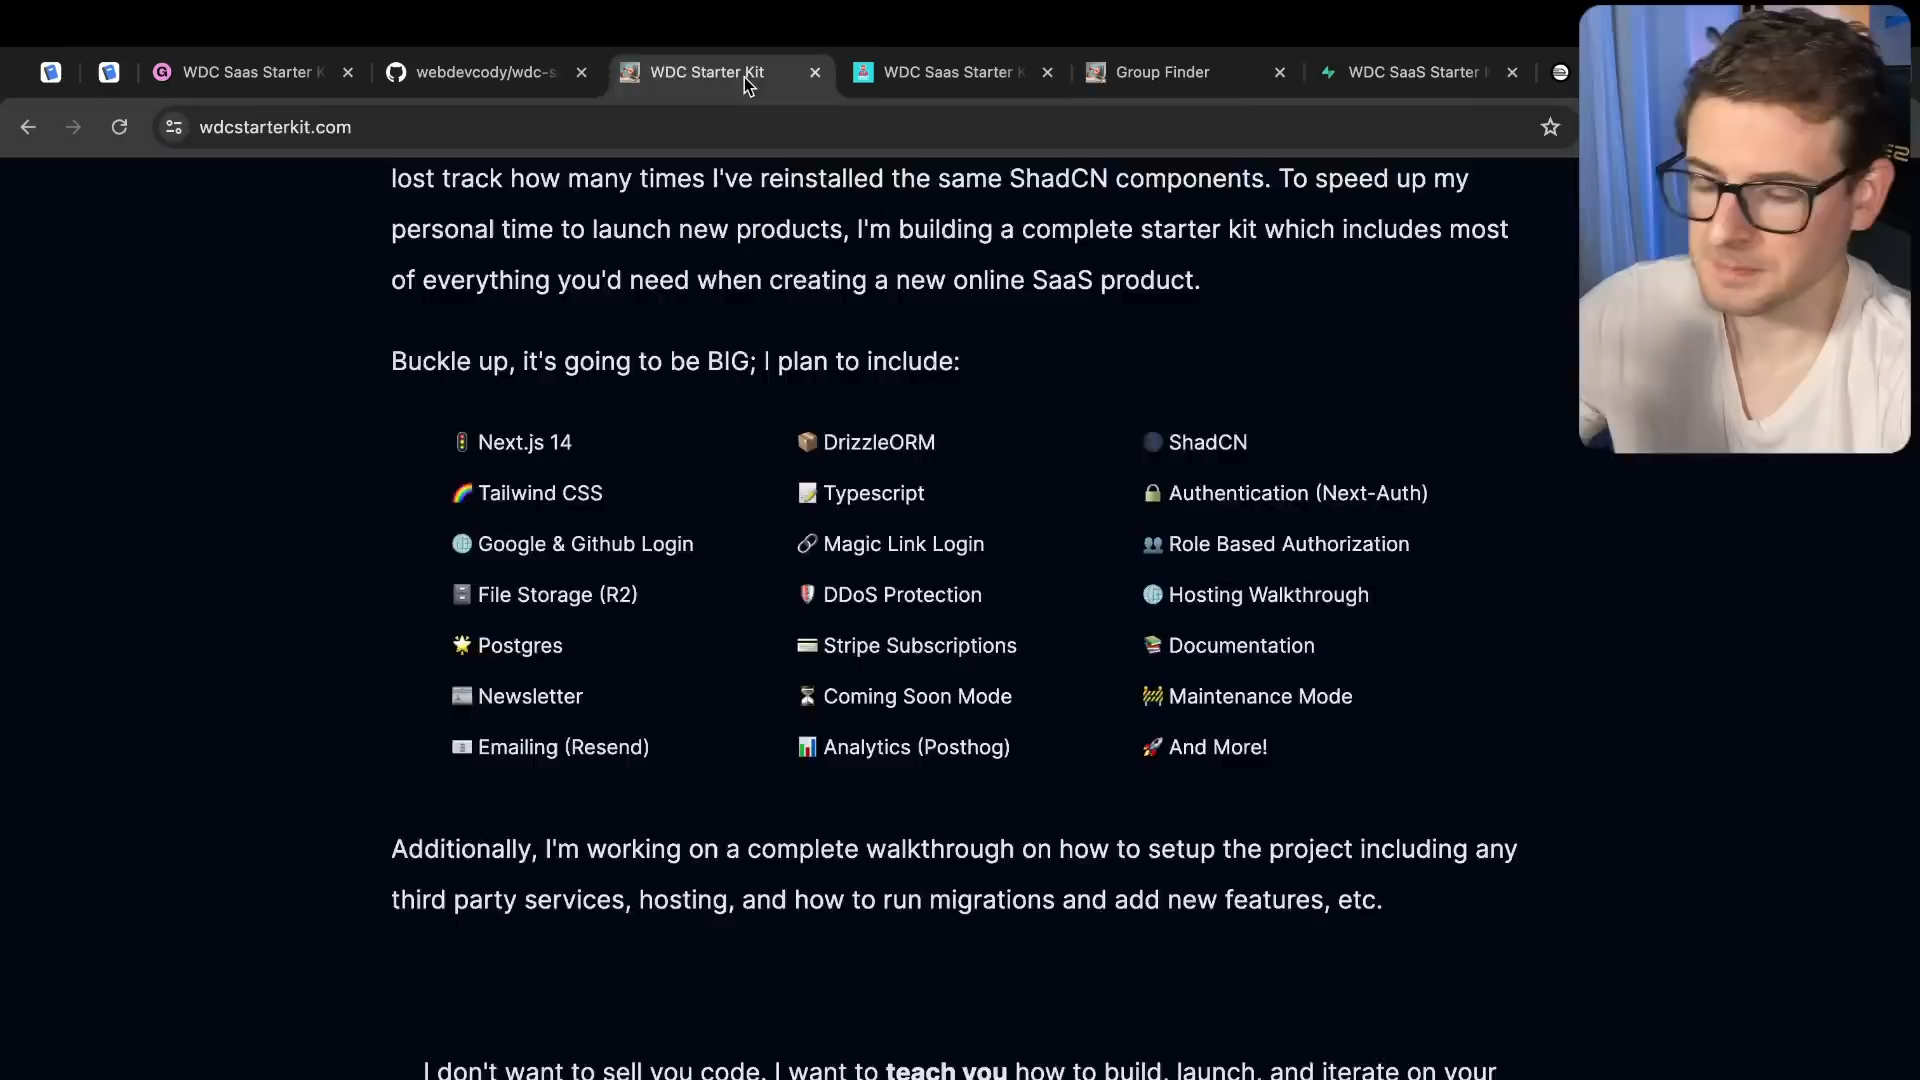 WDC Saas Starter K
webdevcody/wdc-s
WDC Starter Kit
WDC Saas Starter K
Group Finder
WDC SaaS Starter
wdcstarterkit.com
lost track how many times I've reinstalled the same ShadCN components. To speed up my
personal time to launch new products, I'm building a complete starter kit which includes most
of everything you'd need when creating a new online SaaS product.
Buckle up, it's going to be BIG; I plan to include:
Next.js 14
DrizzleORM
ShadCN
Tailwind CSS
Typescript
Authentication (Next-Auth)
Google & Github Login
Magic Link Login
Role Based Authorization
File Storage (R2)
DDoS Protection
Hosting Walkthrough
Postgres
Stripe Subscriptions
Documentation
Newsletter
Coming Soon Mode
Maintenance Mode
Emailing (Resend)
Analytics (Posthog)
And More!
Additionally, I'm working on a complete walkthrough on how to setup the project including any
third party services, hosting, and how to run migrations and add new features, etc.
I don't want to sell you code. I want to teach you how to build, launch, and iterate on your